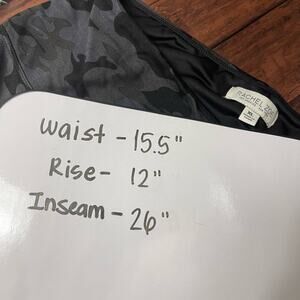 RACHEL ZOE
waist - 15.5"
Rise - 12"
Inseam - 26"